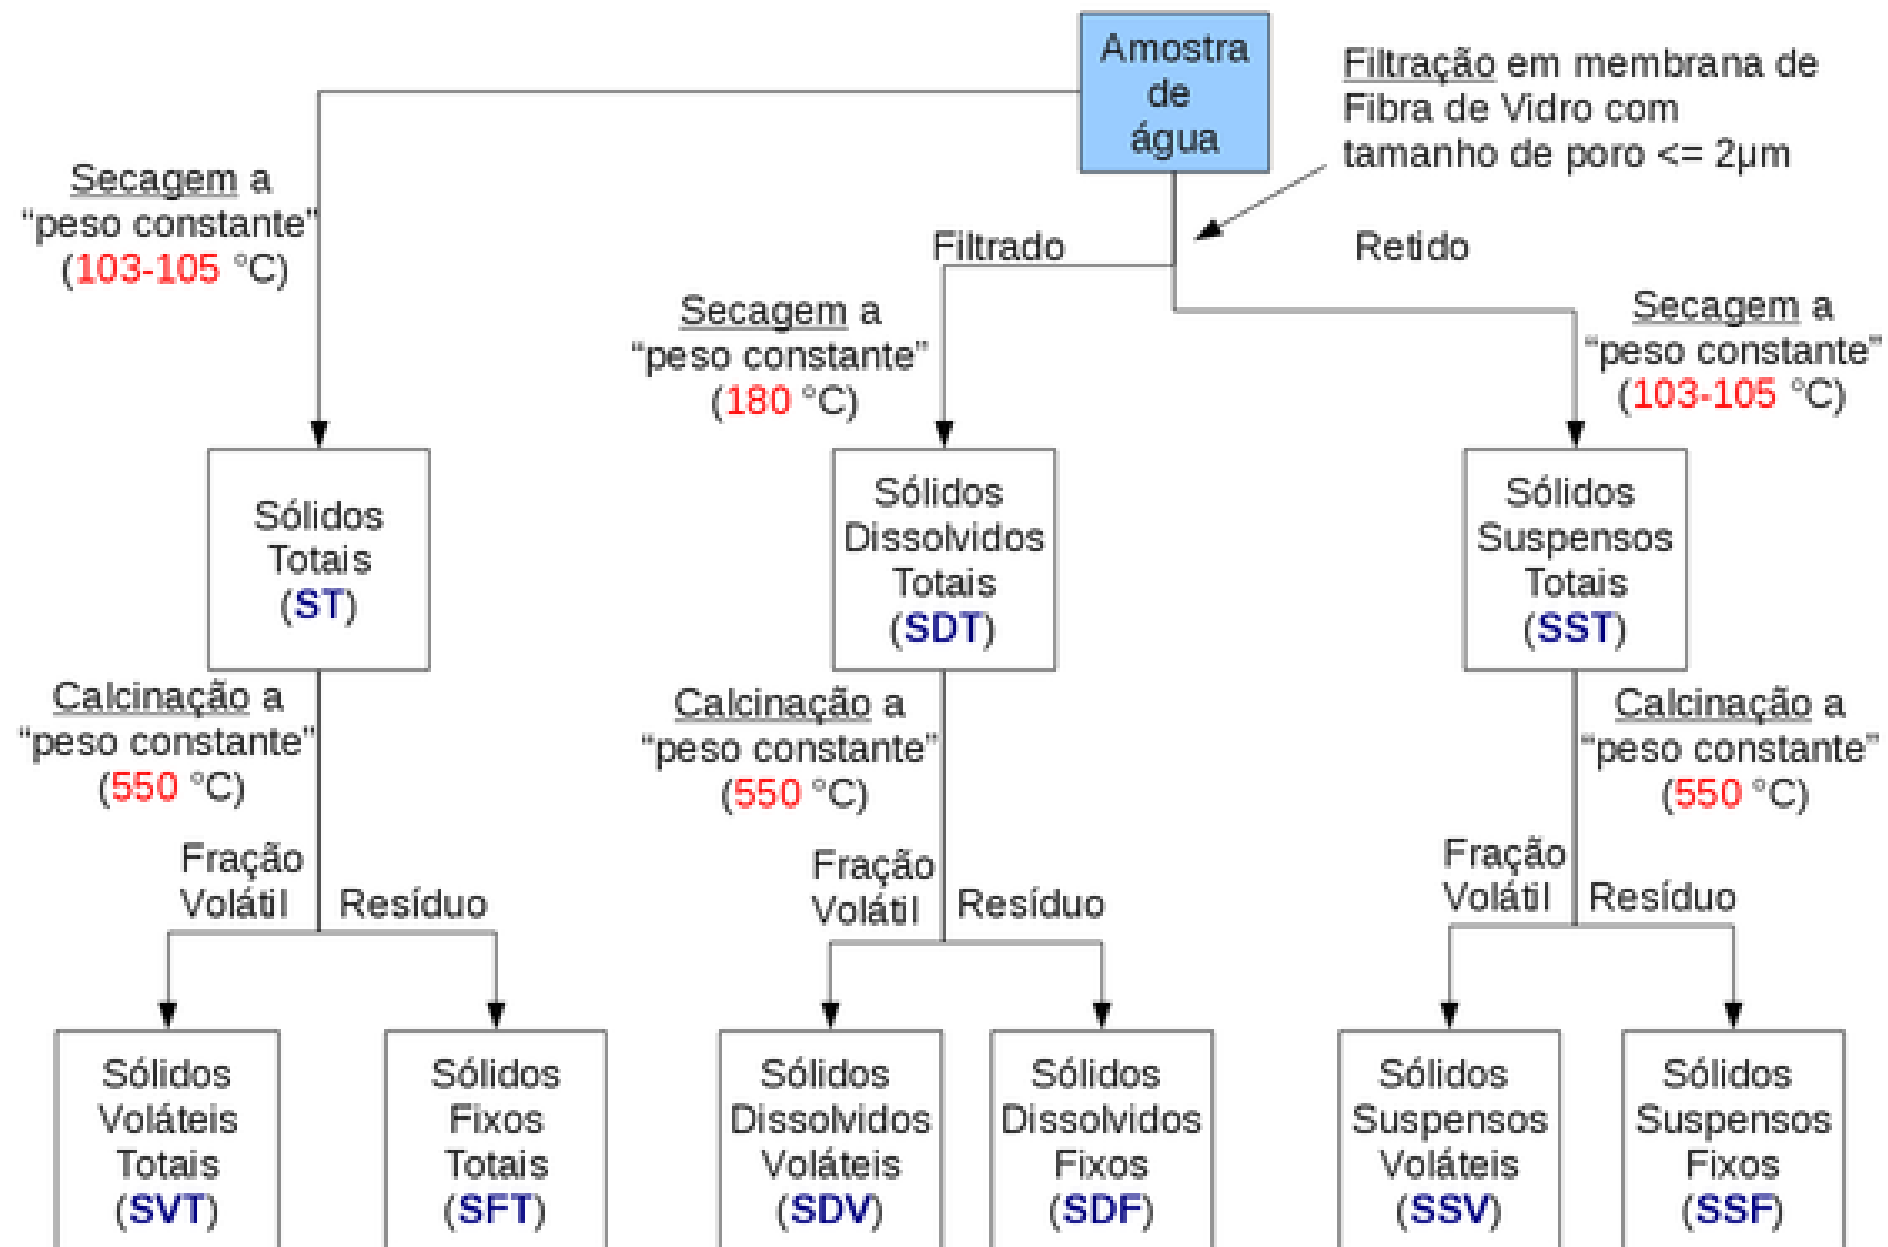 Amostra
de
água
Filtração em membrana de
Fibra de Vidro com
tamanho de poro <= 2µm
Secagem a
“peso constante”
(103-105 °C)
Filtrado
Retido
Secagem a
“peso constante”
(180 °C)
Secagem a
“peso constante”
(103-105 °C)
Sólidos
Totais
(ST)
Sólidos
Dissolvidos
Totais
(SDT)
Sólidos
Suspensos
Totais
(SST)
Calcinação a
“peso constante”
(550 °C)
Calcinação a
“peso constante”
(550 °C)
Calcinação a
“peso constante”
(550 °C)
Fração
Volátil
Resíduo
Fração
Volátil
Resíduo
Fração
Volátil
Resíduo
Sólidos
Voláteis
Totais
(SVT)
Sólidos
Fixos
Totais
(SFT)
Sólidos
Dissolvidos
Voláteis
(SDV)
Sólidos
Dissolvidos
Fixos
(SDF)
Sólidos
Suspensos
Voláteis
(SSV)
Sólidos
Suspensos
Fixos
(SSF)